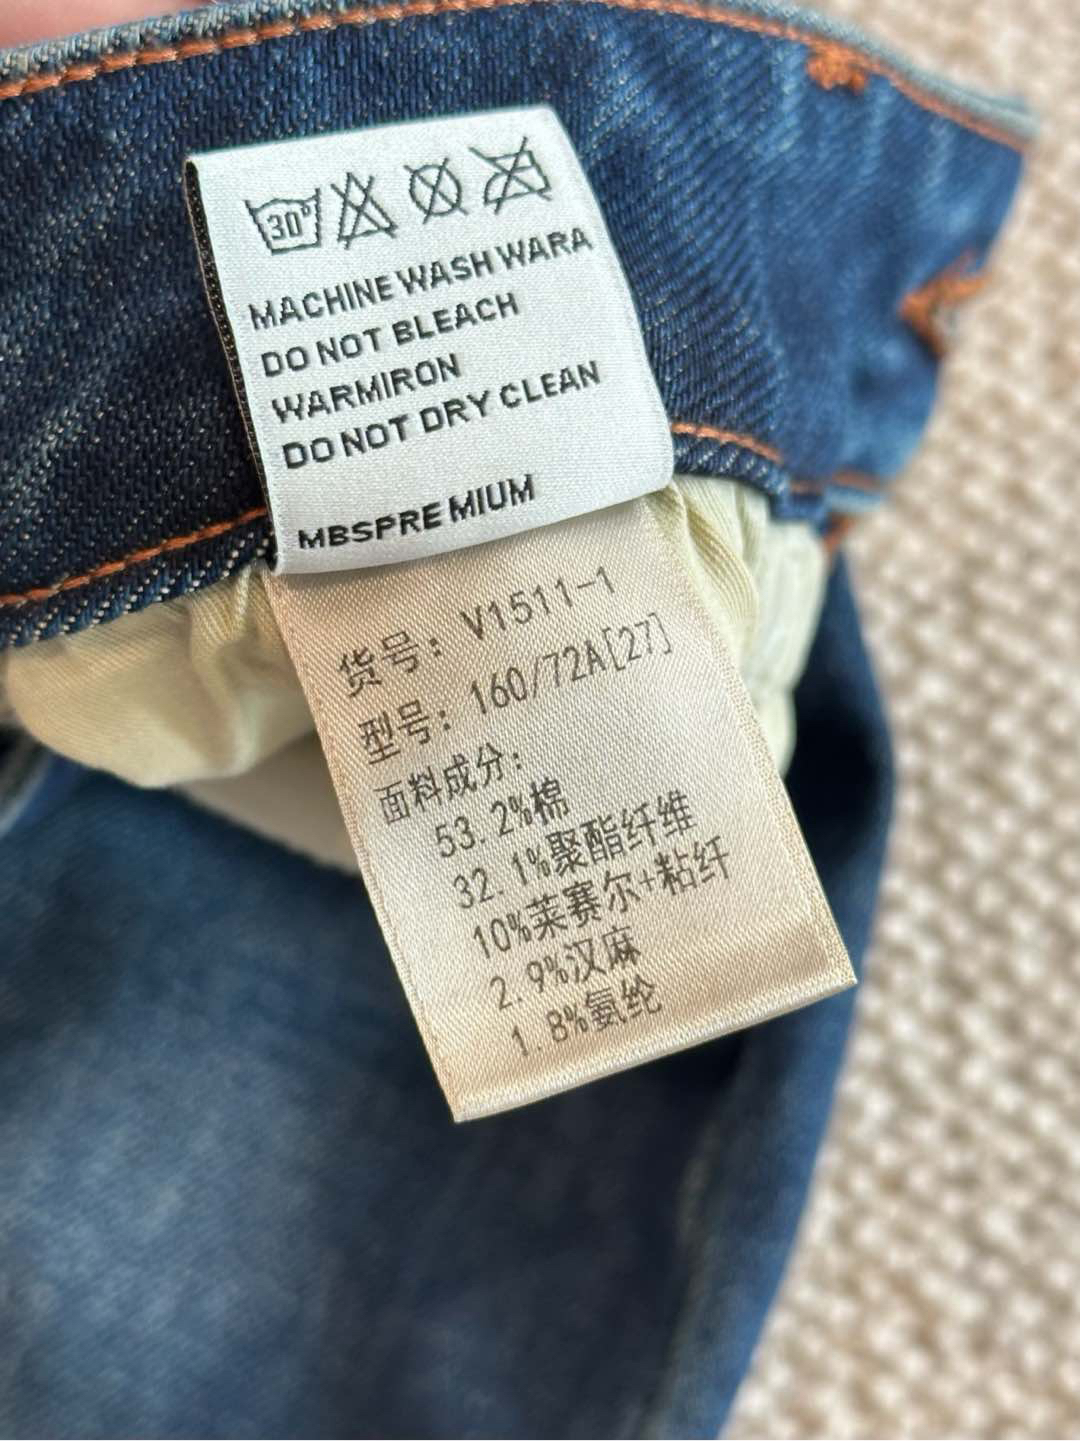 30°
MACHINE WASH WARA
DO NOT BLEACH
WARMIRON
DO NOT DRY CLEAN
MBSPREMIUM
货号: V1511-1
型号: 160/72A[27]
面料成分:
53.2%棉
32.1%聚酯纤维
10%莱赛尔+粘纤
2.9%汉麻
1.8%氨纶